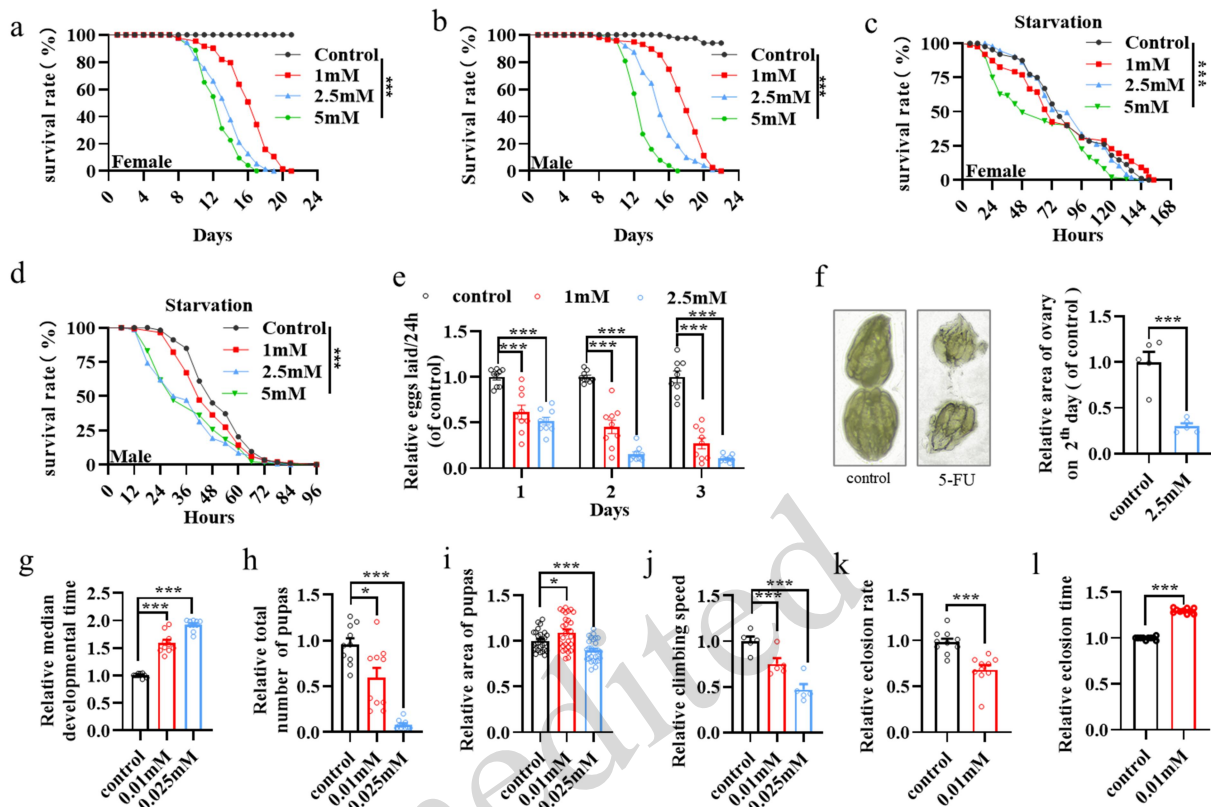 a
survival rate ( %)
100
80
60
40
20
0
Female
0 4 8 12 16 20 24
Days
Control
1mM
2.5mM
5mM
***
b
Survival rate ( %)
100
80
60
40
20
0
Male
0 4 8 12 16 20 24
Days
Control
1mM
2.5mM
5mM
***
c
Starvation
survival rate ( %)
100
75
50
25
0
Female
0 24 48 72 96 120 144 168
Hours
Control
1mM
2.5mM
5mM
***
d
Starvation
survival rate ( %)
100
75
50
25
0
Male
0 12 24 36 48 60 72 84 96
Hours
Control
1mM
2.5mM
5mM
***
e
control 1mM 2.5mM
Relative eggs laid/24h
(of control)
1.5
1.0
0.5
0.0
*** ***
*** ***
*** ***
1 2 3
Days
f
control 5-FU
Relative area of ovary
on 2th day ( of control)
1.5
1.0
0.5
0.0
***
control 2.5mM
g
Relative median
developmental time
2.5
2.0
1.5
1.0
0.5
0.0
***
***
control 0.01mM 0.025mM
h
Relative total
number of pupas
1.5
1.0
0.5
0.0
***
*
control 0.01mM 0.025mM
i
Relative area of pupas
2.0
1.5
1.0
0.5
0.0
***
*
control 0.01mM 0.025mM
j
Relative climbing speed
1.5
1.0
0.5
0.0
***
***
control 0.01mM 0.025mM
k
Relative eclosion rate
1.5
1.0
0.5
0.0
***
control 0.01mM
l
Relative eclosion time
1.5
1.0
0.5
0.0
***
control 0.01mM
edited